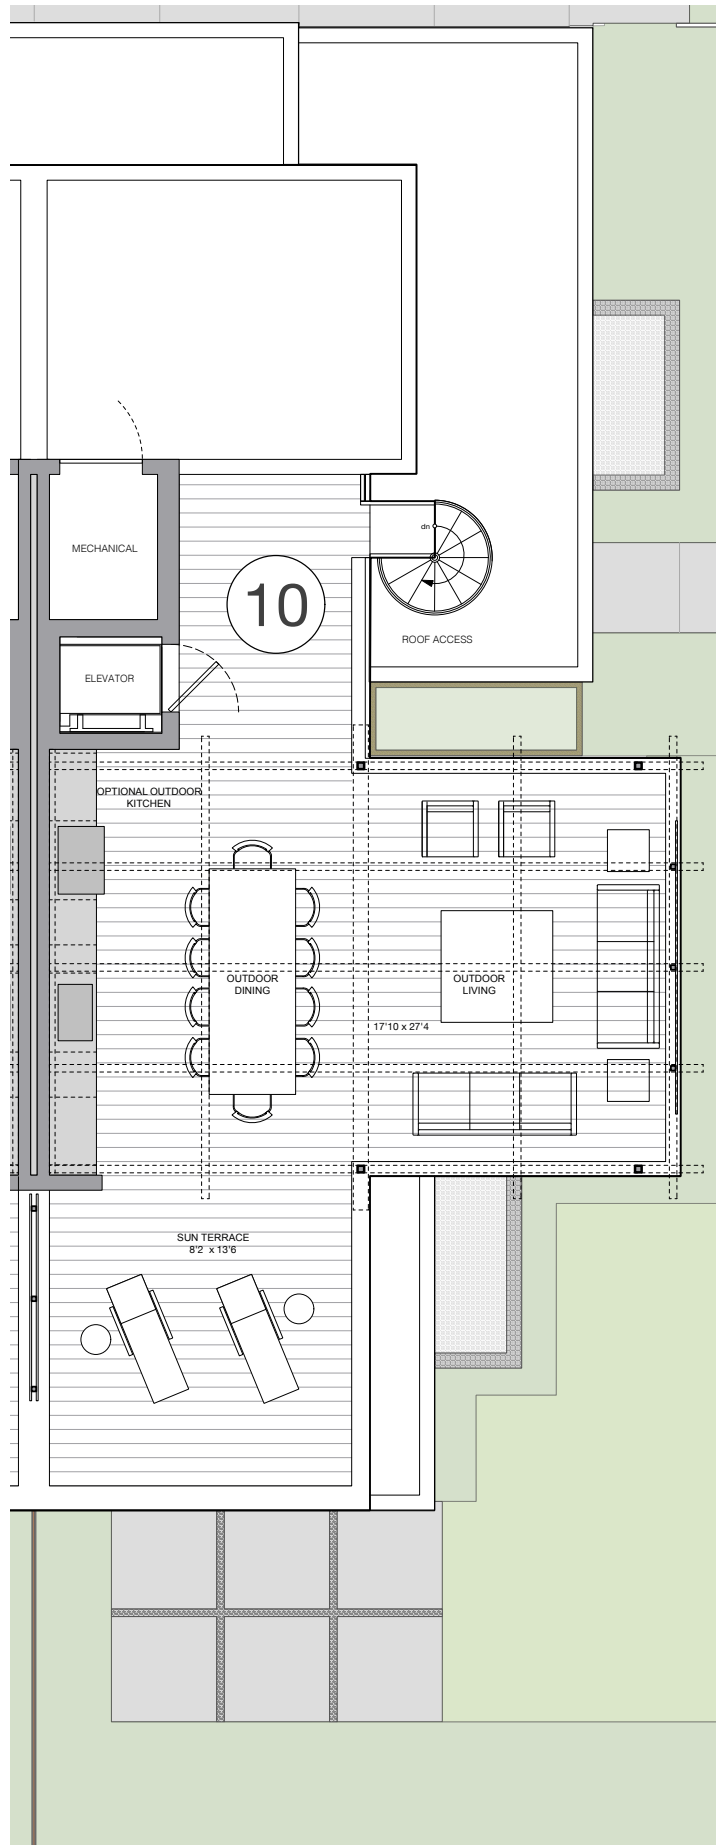 MECHANICAL
dn
10
ROOF ACCESS
ELEVATOR
OPTIONAL OUTDOOR
KITCHEN
OUTDOOR
DINING
OUTDOOR
LIVING
17'10 x 27'4
SUN TERRACE
8'2 x 13'6